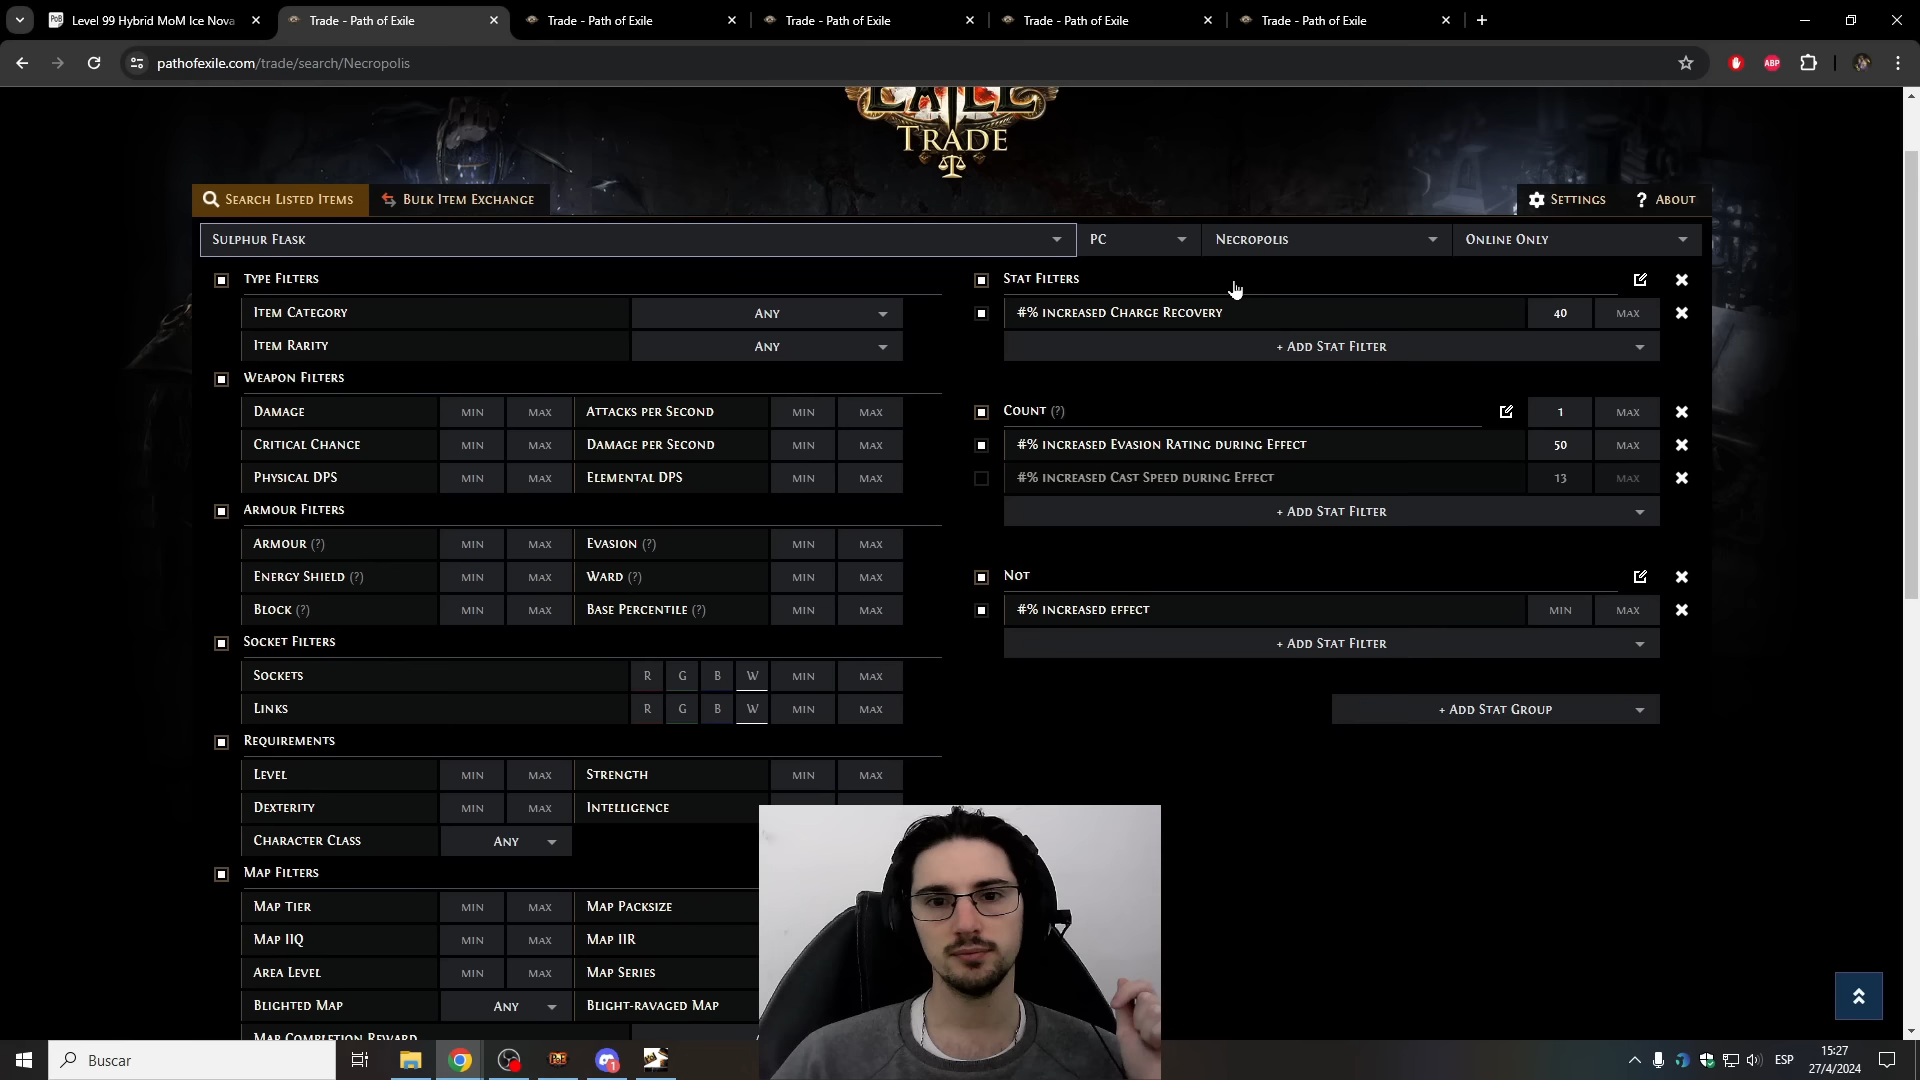 Level 99 Hybrid MoM Ice Nova
Trade - Path of Exile
Trade - Path of Exile
Trade - Path of Exile
Trade - Path of Exile
Trade - Path of Exile
pathofexile.com/trade/search/Necropolis
ABP
EXILE
TRADE
SEARCH LISTED ITEMS
BULK ITEM EXCHANGE
SETTINGS
? ABOUT
SULPHUR FLASK
PC
NECROPOLIS
ONLINE ONLY
TYPE FILTERS
ITEM CATEGORY ANY
ITEM RARITY ANY
WEAPON FILTERS
DAMAGE MIN MAX ATTACKS PER SECOND MIN MAX
CRITICAL CHANCE MIN MAX DAMAGE PER SECOND MIN MAX
PHYSICAL DPS MIN MAX ELEMENTAL DPS MIN MAX
ARMOUR FILTERS
ARMOUR (?) MIN MAX EVASION (?) MIN MAX
ENERGY SHIELD (?) MIN MAX WARD (?) MIN MAX
BLOCK (?) MIN MAX BASE PERCENTILE (?) MIN MAX
SOCKET FILTERS
SOCKETS R G B W MIN MAX
LINKS R G B W MIN MAX
REQUIREMENTS
LEVEL MIN MAX STRENGTH MIN MAX
DEXTERITY MIN MAX INTELLIGENCE
CHARACTER CLASS ANY
MAP FILTERS
MAP TIER MIN MAX MAP PACKSIZE
MAP IIQ MIN MAX MAP IIR
AREA LEVEL MIN MAX MAP SERIES
BLIGHTED MAP ANY BLIGHT-RAVAGED MAP
MAP COMPLETION REWARD
STAT FILTERS
#% INCREASED CHARGE RECOVERY 40 MAX
+ ADD STAT FILTER
COUNT (?) 1 MAX
#% INCREASED EVASION RATING DURING EFFECT 50 MAX
#% INCREASED CAST SPEED DURING EFFECT 13 MAX
+ ADD STAT FILTER
NOT
#% INCREASED EFFECT MIN MAX
+ ADD STAT FILTER
+ ADD STAT GROUP
Buscar
PoE
1
ESP
15:27
27/4/2024